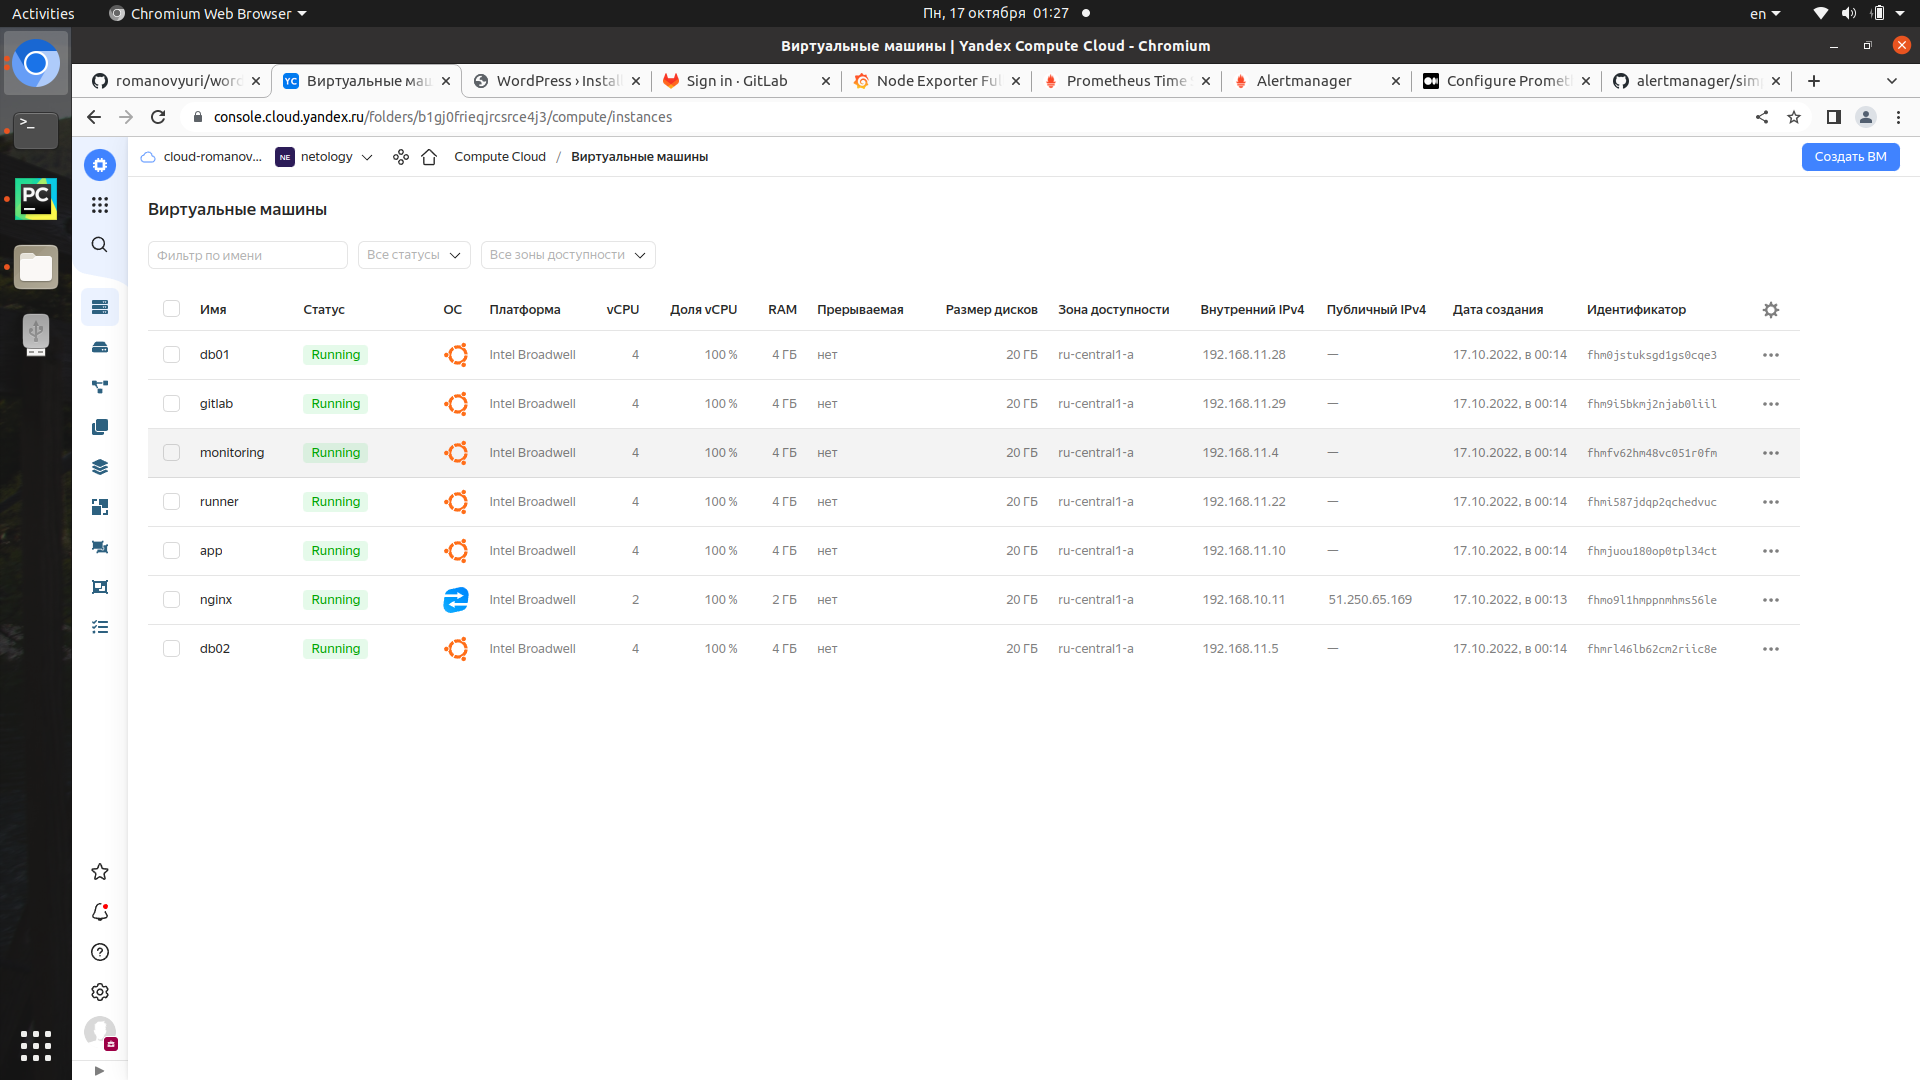 Activities Chromium Web Browser Пн, 17 октября 01:27 en
Виртуальные машины | Yandex Compute Cloud - Chromium
romanovyuri/word Виртуальные маш WordPress › Install Sign in · GitLab Node Exporter Ful Prometheus Time Alertmanager Configure Promet alertmanager/sim
console.cloud.yandex.ru/folders/b1gj0frieqjrcsrce4j3/compute/instances
cloud-romanov... NE netology Compute Cloud / Виртуальные машины Создать ВМ
Виртуальные машины
Фильтр по имени Все статусы Все зоны доступности
Имя Статус ОС Платформа vCPU Доля vCPU RAM Прерываемая Размер дисков Зона доступности Внутренний IPv4 Публичный IPv4 Дата создания Идентификатор
db01 Running Intel Broadwell 4 100 % 4 ГБ нет 20 ГБ ru-central1-a 192.168.11.28 — 17.10.2022, в 00:14 fhm0jstuksgd1gs0cqe3
gitlab Running Intel Broadwell 4 100 % 4 ГБ нет 20 ГБ ru-central1-a 192.168.11.29 — 17.10.2022, в 00:14 fhm9i5bkmj2njab0liil
monitoring Running Intel Broadwell 4 100 % 4 ГБ нет 20 ГБ ru-central1-a 192.168.11.4 — 17.10.2022, в 00:14 fhmfv62hm48vc051r0fm
runner Running Intel Broadwell 4 100 % 4 ГБ нет 20 ГБ ru-central1-a 192.168.11.22 — 17.10.2022, в 00:14 fhmi587jdqp2qchedvuc
app Running Intel Broadwell 4 100 % 4 ГБ нет 20 ГБ ru-central1-a 192.168.11.10 — 17.10.2022, в 00:14 fhmjuou180op0tpl34ct
nginx Running Intel Broadwell 2 100 % 2 ГБ нет 20 ГБ ru-central1-a 192.168.10.11 51.250.65.169 17.10.2022, в 00:13 fhmo9l1hmppnmhms56le
db02 Running Intel Broadwell 4 100 % 4 ГБ нет 20 ГБ ru-central1-a 192.168.11.5 — 17.10.2022, в 00:14 fhmrl46lb62cm2riic8e